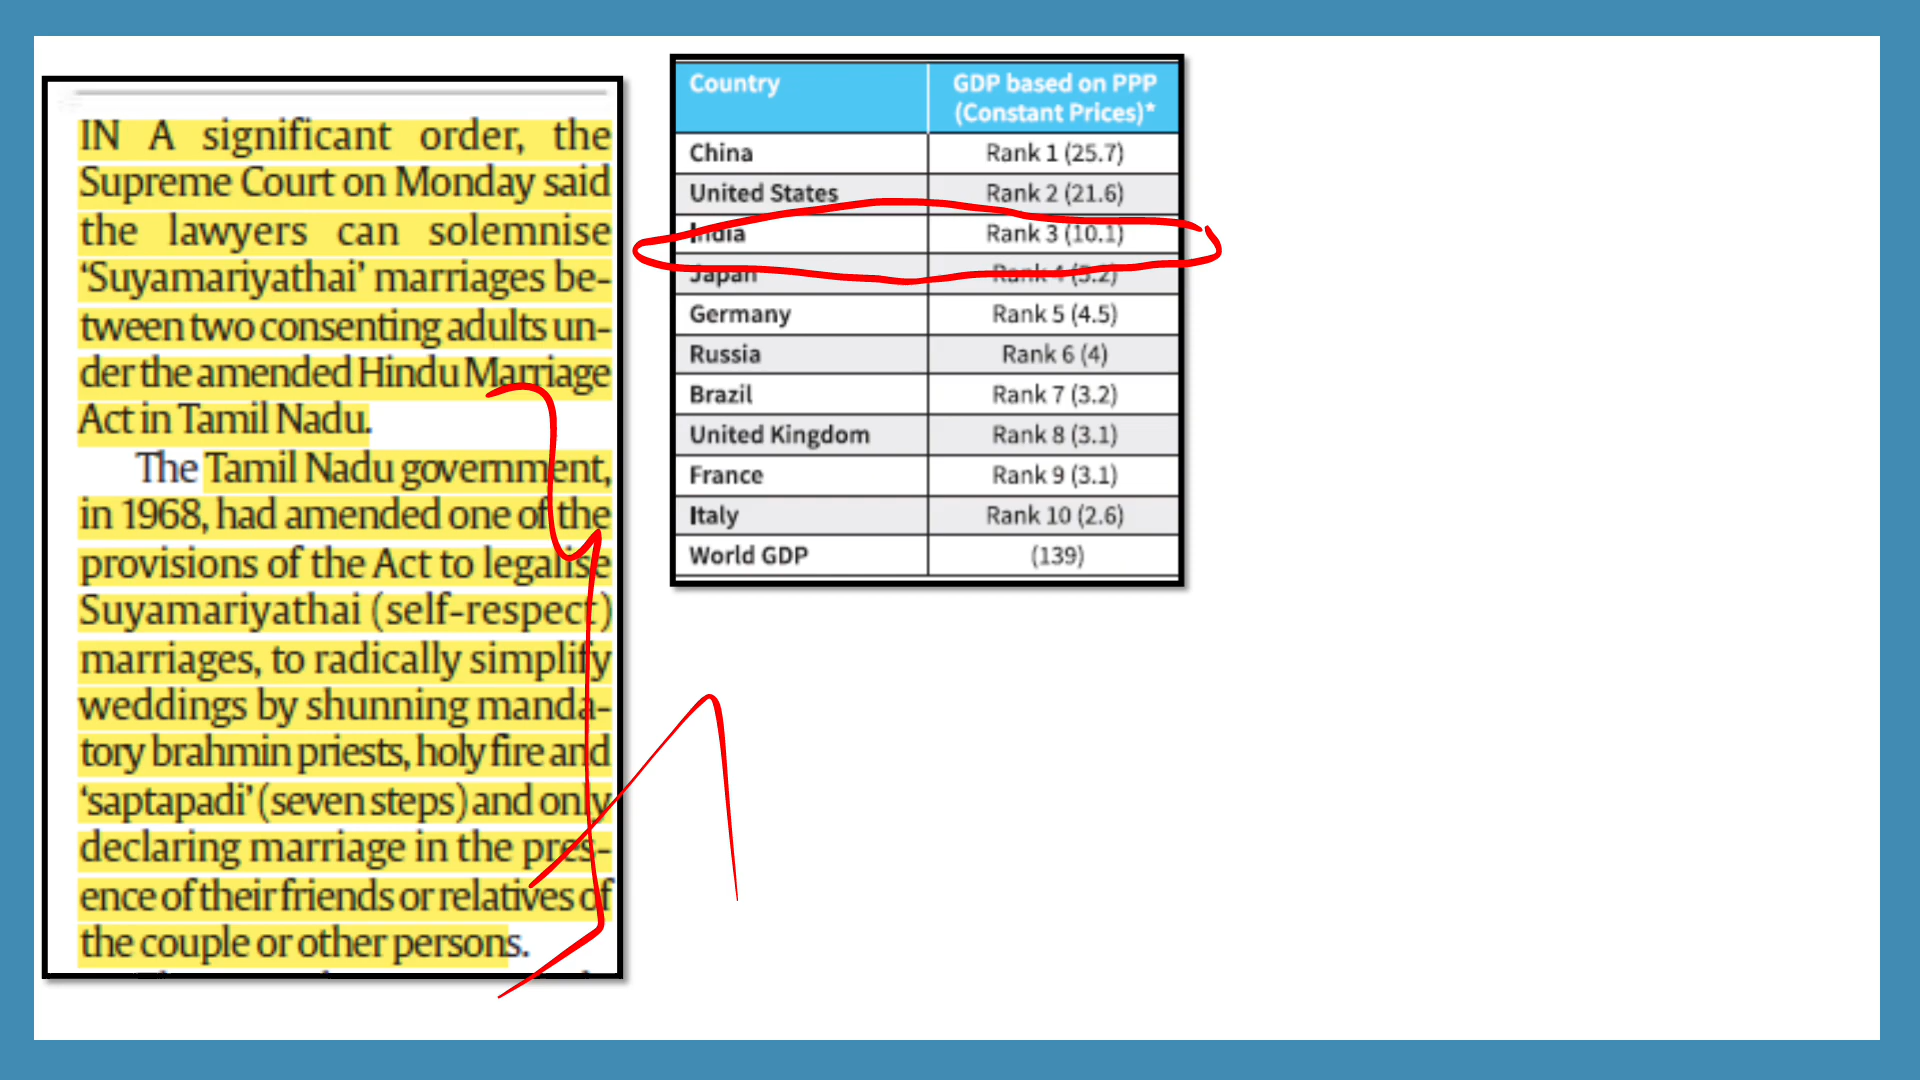 IN A significant order, the
Supreme Court on Monday said
the lawyers can solemnise
‘Suyamariyathai’ marriages be-
tween two consenting adults un-
der the amended Hindu Marriage
Act in Tamil Nadu.
The Tamil Nadu government,
in 1968, had amended one of the
provisions of the Act to legalise
Suyamariyathai (self-respect)
marriages, to radically simplify
weddings by shunning manda-
tory brahmin priests, holy fire and
‘saptapadi’ (seven steps) and only
declaring marriage in the pres-
ence of their friends or relatives of
the couple or other persons.
Country GDP based on PPP
(Constant Prices)*
China Rank 1 (25.7)
United States Rank 2 (21.6)
India Rank 3 (10.1)
Japan Rank 4 (5.2)
Germany Rank 5 (4.5)
Russia Rank 6 (4)
Brazil Rank 7 (3.2)
United Kingdom Rank 8 (3.1)
France Rank 9 (3.1)
Italy Rank 10 (2.6)
World GDP (139)